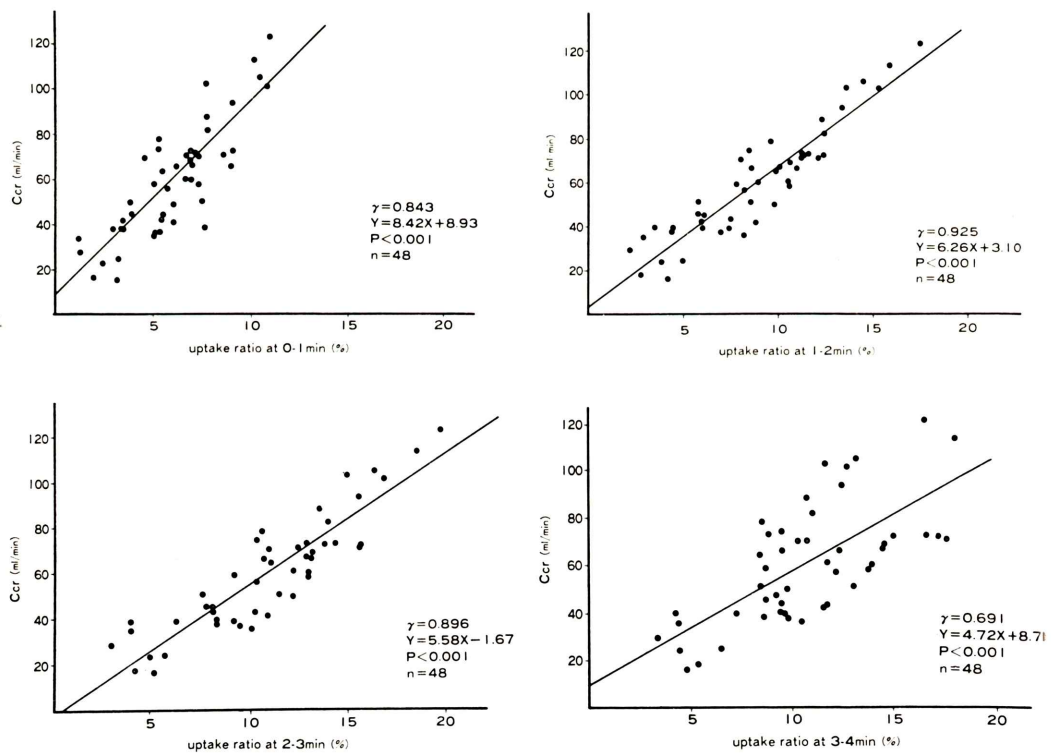 120
100
80
60
40
20
Ccr (ml/min)
γ=0.843
Y=8.42X+8.93
P<0.001
n=48
5
10
15
20
uptake ratio at 0-1min (%)
120
100
80
60
40
20
Ccr (ml min)
γ=0.925
Y=6.26X+3.10
P<0.001
n=48
5
10
15
20
uptake ratio at 1-2min (%)
120
100
80
60
40
20
Ccr (ml/min)
γ=0.896
Y=5.58X−1.67
P<0.001
n=48
5
10
15
20
uptake ratio at 2-3min (%)
120
100
80
60
40
20
Ccr (ml/min)
γ=0.691
Y=4.72X+8.71
P<0.001
n=48
5
10
15
20
uptake ratio at 3-4min (%)